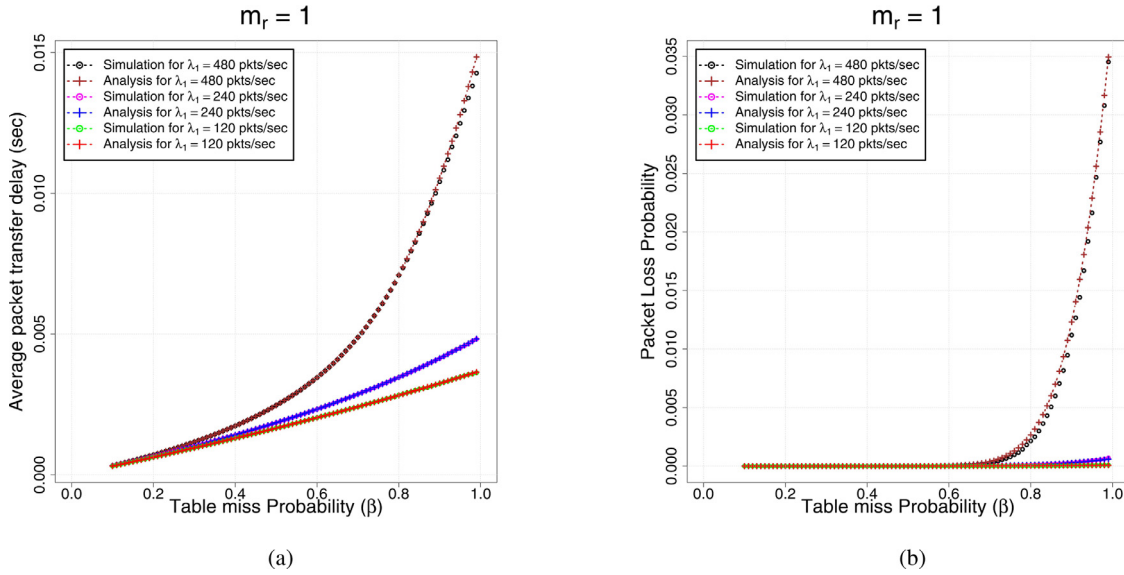 m_r = 1
Average packet transfer delay (sec)
0.015
0.010
0.005
0.000
Simulation for λ₁ = 480 pkts/sec
Analysis for λ₁ = 480 pkts/sec
Simulation for λ₁ = 240 pkts/sec
Analysis for λ₁ = 240 pkts/sec
Simulation for λ₁ = 120 pkts/sec
Analysis for λ₁ = 120 pkts/sec
0.0 0.2 0.4 0.6 0.8 1.0
Table miss Probability (β)
(a)
m_r = 1
Packet Loss Probability
0.035
0.030
0.025
0.020
0.015
0.010
0.005
0.000
Simulation for λ₁ = 480 pkts/sec
Analysis for λ₁ = 480 pkts/sec
Simulation for λ₁ = 240 pkts/sec
Analysis for λ₁ = 240 pkts/sec
Simulation for λ₁ = 120 pkts/sec
Analysis for λ₁ = 120 pkts/sec
0.0 0.2 0.4 0.6 0.8 1.0
Table miss Probability (β)
(b)